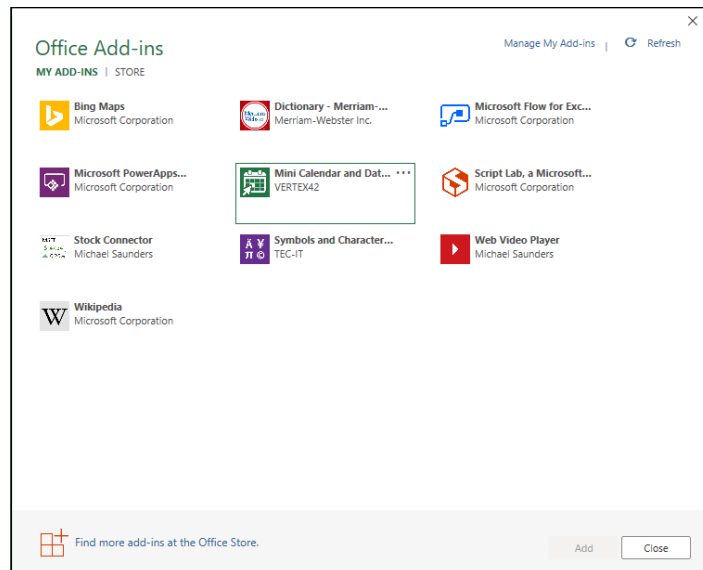 Office Add-ins
Manage My Add-ins | Refresh
MY ADD-INS | STORE
Bing Maps
Microsoft Corporation
Dictionary - Merriam-...
Merriam-Webster Inc.
Microsoft Flow for Exc...
Microsoft Corporation
Microsoft PowerApps...
Microsoft Corporation
Mini Calendar and Dat... ...
VERTEX42
Script Lab, a Microsoft...
Microsoft Corporation
Stock Connector
Michael Saunders
Symbols and Character...
TEC-IT
Web Video Player
Michael Saunders
Wikipedia
Microsoft Corporation
Find more add-ins at the Office Store.
Add
Close